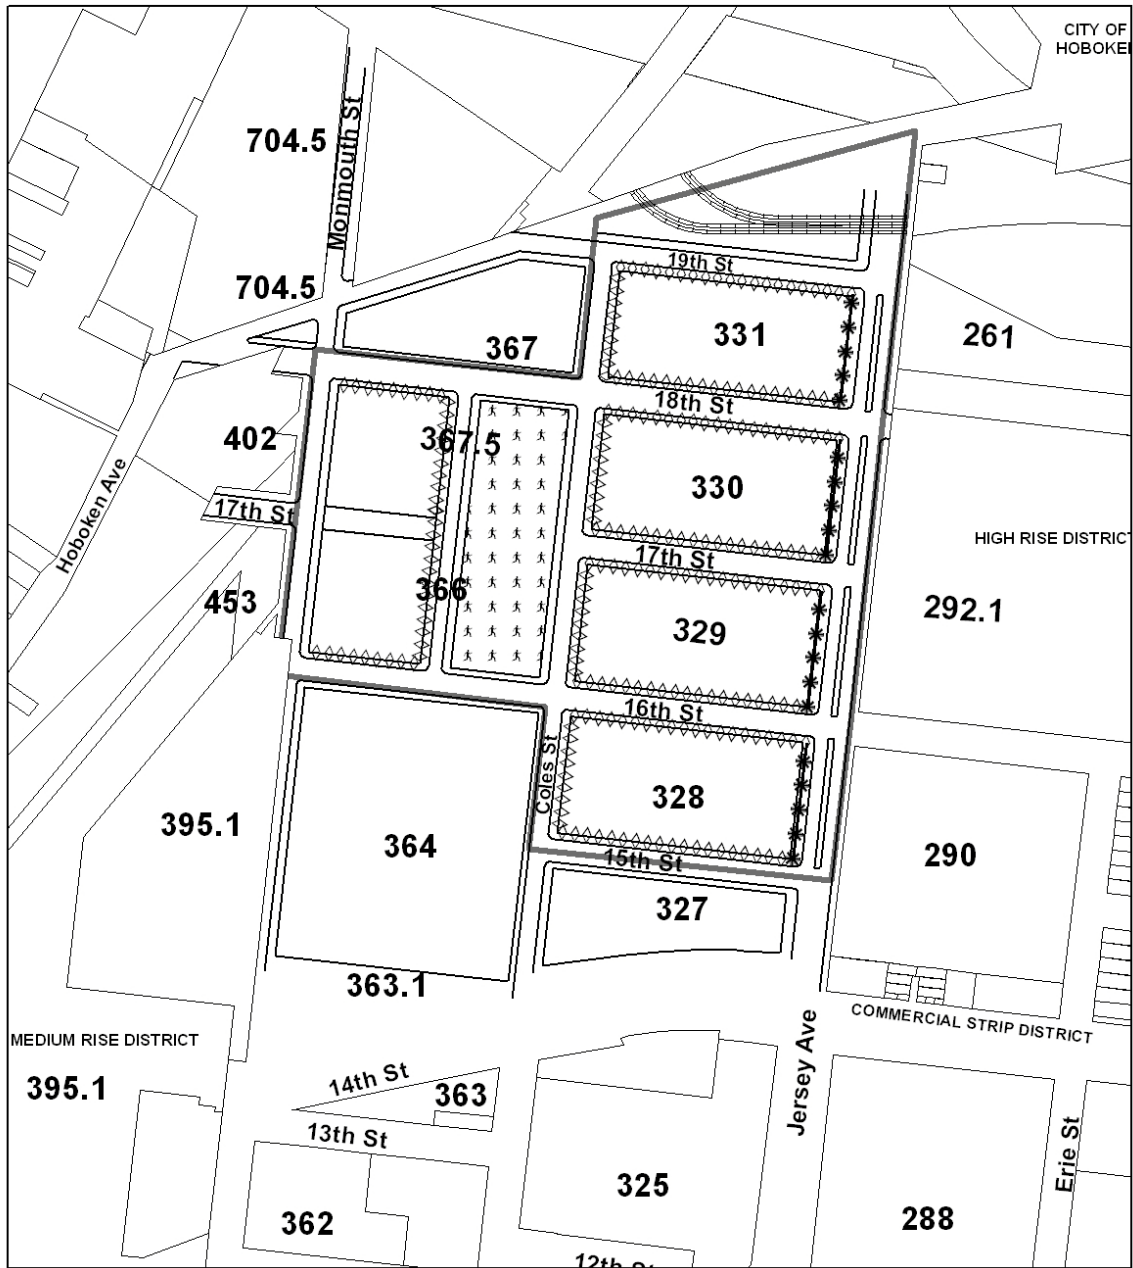 CITY OF
HOBOKE
704.5
Monmouth St
19th St
704.5
331
261
367
18th St
402
367.5
330
Hoboken Ave
17th St
HIGH RISE DISTRICT
17th St
366
453
292.1
329
16th St
Coles St
328
395.1
364
290
15th St
327
363.1
COMMERCIAL STRIP DISTRICT
MEDIUM RISE DISTRICT
Jersey Ave
395.1
14th St
363
13th St
Erie St
325
362
288
12th St